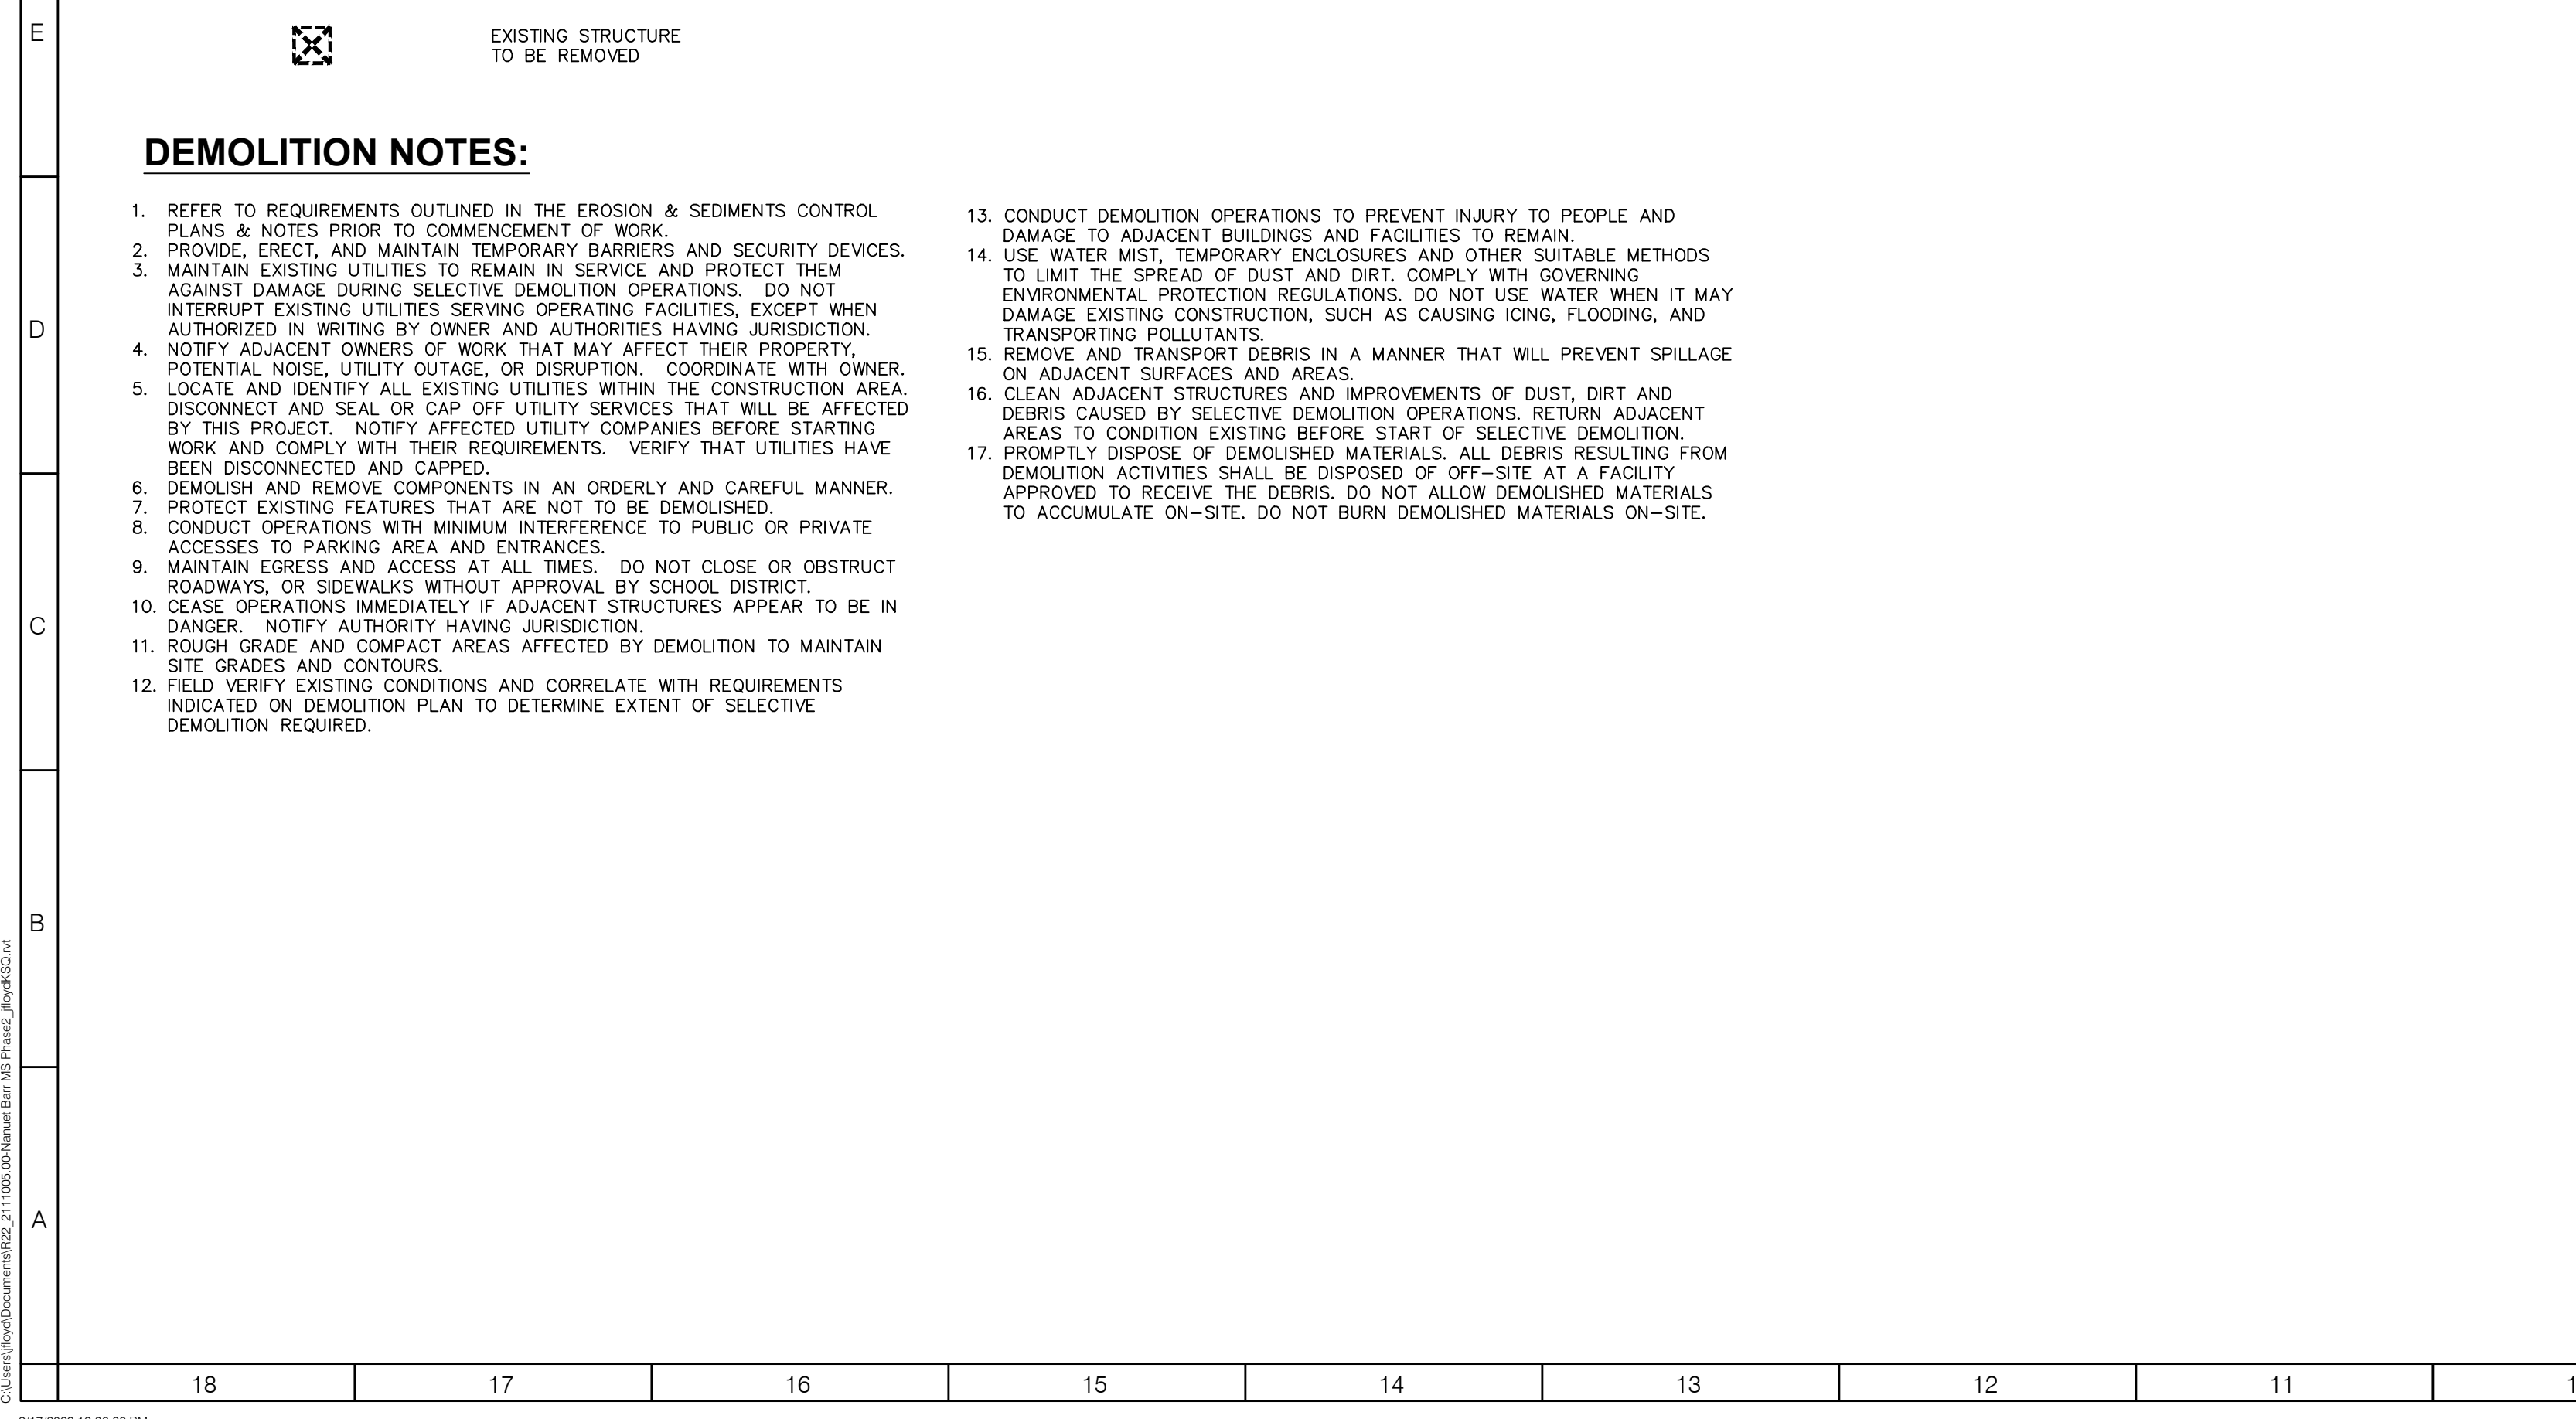 E
EXISTING STRUCTURE
TO BE REMOVED
DEMOLITION NOTES:
1. REFER TO REQUIREMENTS OUTLINED IN THE EROSION & SEDIMENTS CONTROL
PLANS & NOTES PRIOR TO COMMENCEMENT OF WORK.
2. PROVIDE, ERECT, AND MAINTAIN TEMPORARY BARRIERS AND SECURITY DEVICES.
3. MAINTAIN EXISTING UTILITIES TO REMAIN IN SERVICE AND PROTECT THEM
AGAINST DAMAGE DURING SELECTIVE DEMOLITION OPERATIONS. DO NOT
INTERRUPT EXISTING UTILITIES SERVING OPERATING FACILITIES, EXCEPT WHEN
AUTHORIZED IN WRITING BY OWNER AND AUTHORITIES HAVING JURISDICTION.
4. NOTIFY ADJACENT OWNERS OF WORK THAT MAY AFFECT THEIR PROPERTY,
POTENTIAL NOISE, UTILITY OUTAGE, OR DISRUPTION. COORDINATE WITH OWNER.
5. LOCATE AND IDENTIFY ALL EXISTING UTILITIES WITHIN THE CONSTRUCTION AREA.
DISCONNECT AND SEAL OR CAP OFF UTILITY SERVICES THAT WILL BE AFFECTED
BY THIS PROJECT. NOTIFY AFFECTED UTILITY COMPANIES BEFORE STARTING
WORK AND COMPLY WITH THEIR REQUIREMENTS. VERIFY THAT UTILITIES HAVE
BEEN DISCONNECTED AND CAPPED.
6. DEMOLISH AND REMOVE COMPONENTS IN AN ORDERLY AND CAREFUL MANNER.
7. PROTECT EXISTING FEATURES THAT ARE NOT TO BE DEMOLISHED.
8. CONDUCT OPERATIONS WITH MINIMUM INTERFERENCE TO PUBLIC OR PRIVATE
ACCESSES TO PARKING AREA AND ENTRANCES.
9. MAINTAIN EGRESS AND ACCESS AT ALL TIMES. DO NOT CLOSE OR OBSTRUCT
ROADWAYS, OR SIDEWALKS WITHOUT APPROVAL BY SCHOOL DISTRICT.
10. CEASE OPERATIONS IMMEDIATELY IF ADJACENT STRUCTURES APPEAR TO BE IN
DANGER. NOTIFY AUTHORITY HAVING JURISDICTION.
11. ROUGH GRADE AND COMPACT AREAS AFFECTED BY DEMOLITION TO MAINTAIN
SITE GRADES AND CONTOURS.
12. FIELD VERIFY EXISTING CONDITIONS AND CORRELATE WITH REQUIREMENTS
INDICATED ON DEMOLITION PLAN TO DETERMINE EXTENT OF SELECTIVE
DEMOLITION REQUIRED.
13. CONDUCT DEMOLITION OPERATIONS TO PREVENT INJURY TO PEOPLE AND
DAMAGE TO ADJACENT BUILDINGS AND FACILITIES TO REMAIN.
14. USE WATER MIST, TEMPORARY ENCLOSURES AND OTHER SUITABLE METHODS
TO LIMIT THE SPREAD OF DUST AND DIRT. COMPLY WITH GOVERNING
ENVIRONMENTAL PROTECTION REGULATIONS. DO NOT USE WATER WHEN IT MAY
DAMAGE EXISTING CONSTRUCTION, SUCH AS CAUSING ICING, FLOODING, AND
TRANSPORTING POLLUTANTS.
15. REMOVE AND TRANSPORT DEBRIS IN A MANNER THAT WILL PREVENT SPILLAGE
ON ADJACENT SURFACES AND AREAS.
16. CLEAN ADJACENT STRUCTURES AND IMPROVEMENTS OF DUST, DIRT AND
DEBRIS CAUSED BY SELECTIVE DEMOLITION OPERATIONS. RETURN ADJACENT
AREAS TO CONDITION EXISTING BEFORE START OF SELECTIVE DEMOLITION.
17. PROMPTLY DISPOSE OF DEMOLISHED MATERIALS. ALL DEBRIS RESULTING FROM
DEMOLITION ACTIVITIES SHALL BE DISPOSED OF OFF-SITE AT A FACILITY
APPROVED TO RECEIVE THE DEBRIS. DO NOT ALLOW DEMOLISHED MATERIALS
TO ACCUMULATE ON-SITE. DO NOT BURN DEMOLISHED MATERIALS ON-SITE.
D
C
B
A
C:\Users\jfloyd\Documents\R22_2111005.00-Nanuet Barr MS Phase2_jfloydKSQ.rvt
18 17 16 15 14 13 12 11 1